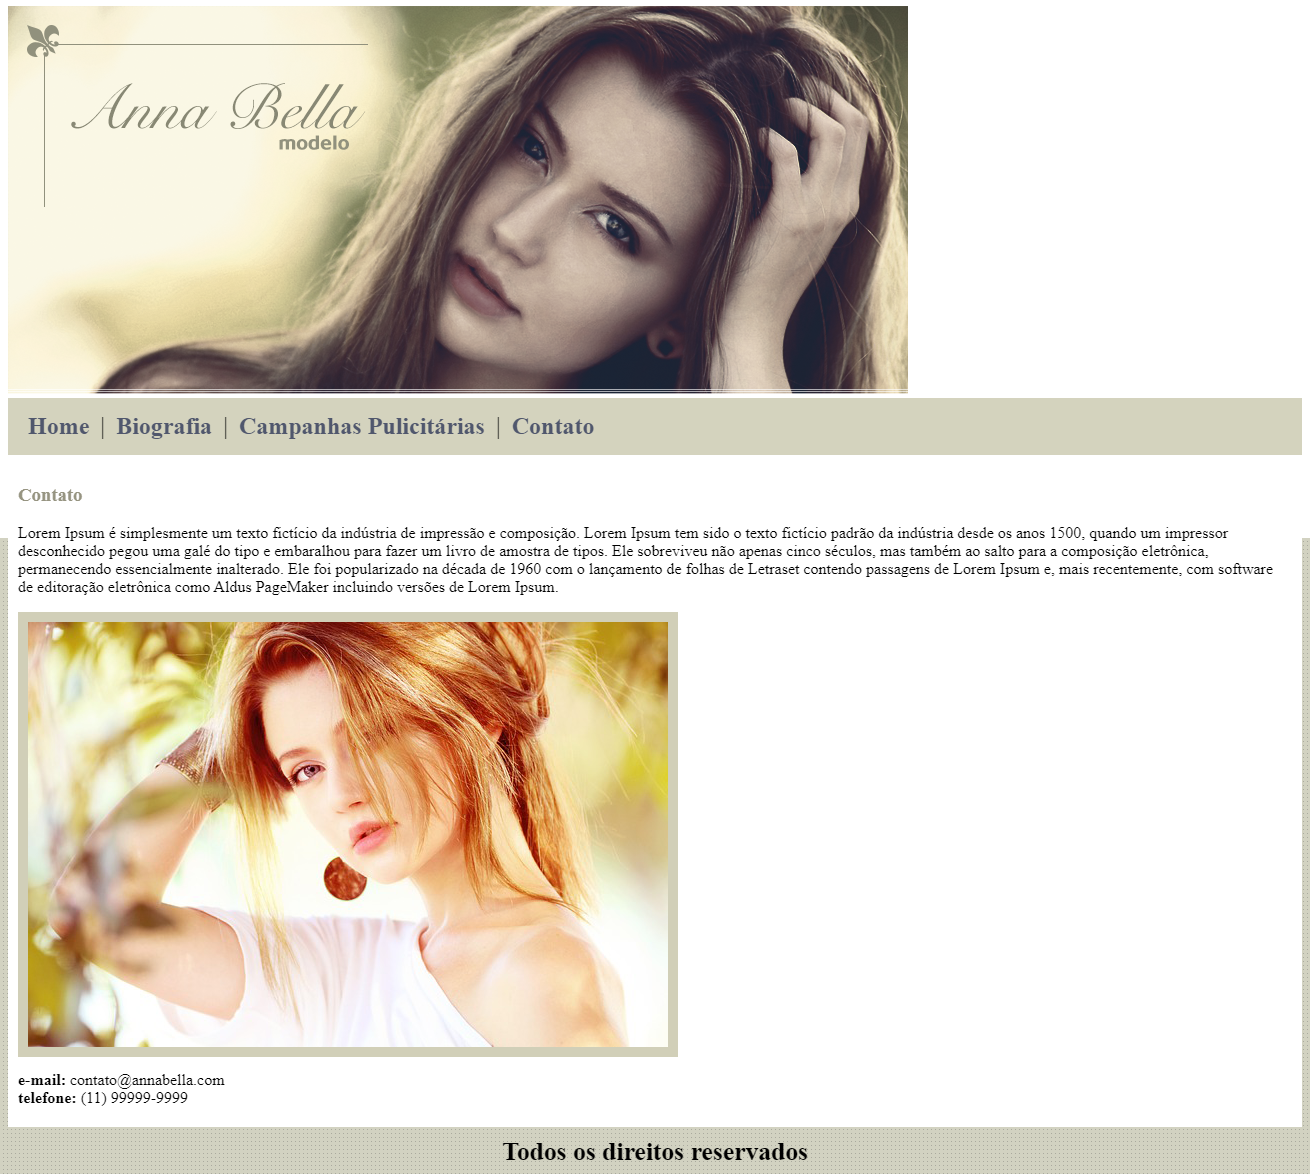 Anna Bella
modelo
Home | Biografia | Campanhas Pulicitárias | Contato
Contato
Lorem Ipsum é simplesmente um texto fictício da indústria de impressão e composição. Lorem Ipsum tem sido o texto fictício padrão da indústria desde os anos 1500, quando um impressor
desconhecido pegou uma galé do tipo e embaralhou para fazer um livro de amostra de tipos. Ele sobreviveu não apenas cinco séculos, mas também ao salto para a composição eletrônica,
permanecendo essencialmente inalterado. Ele foi popularizado na década de 1960 com o lançamento de folhas de Letraset contendo passagens de Lorem Ipsum e, mais recentemente, com software
de editoração eletrônica como Aldus PageMaker incluindo versões de Lorem Ipsum.
e-mail: contato@annabella.com
telefone: (11) 99999-9999
Todos os direitos reservados